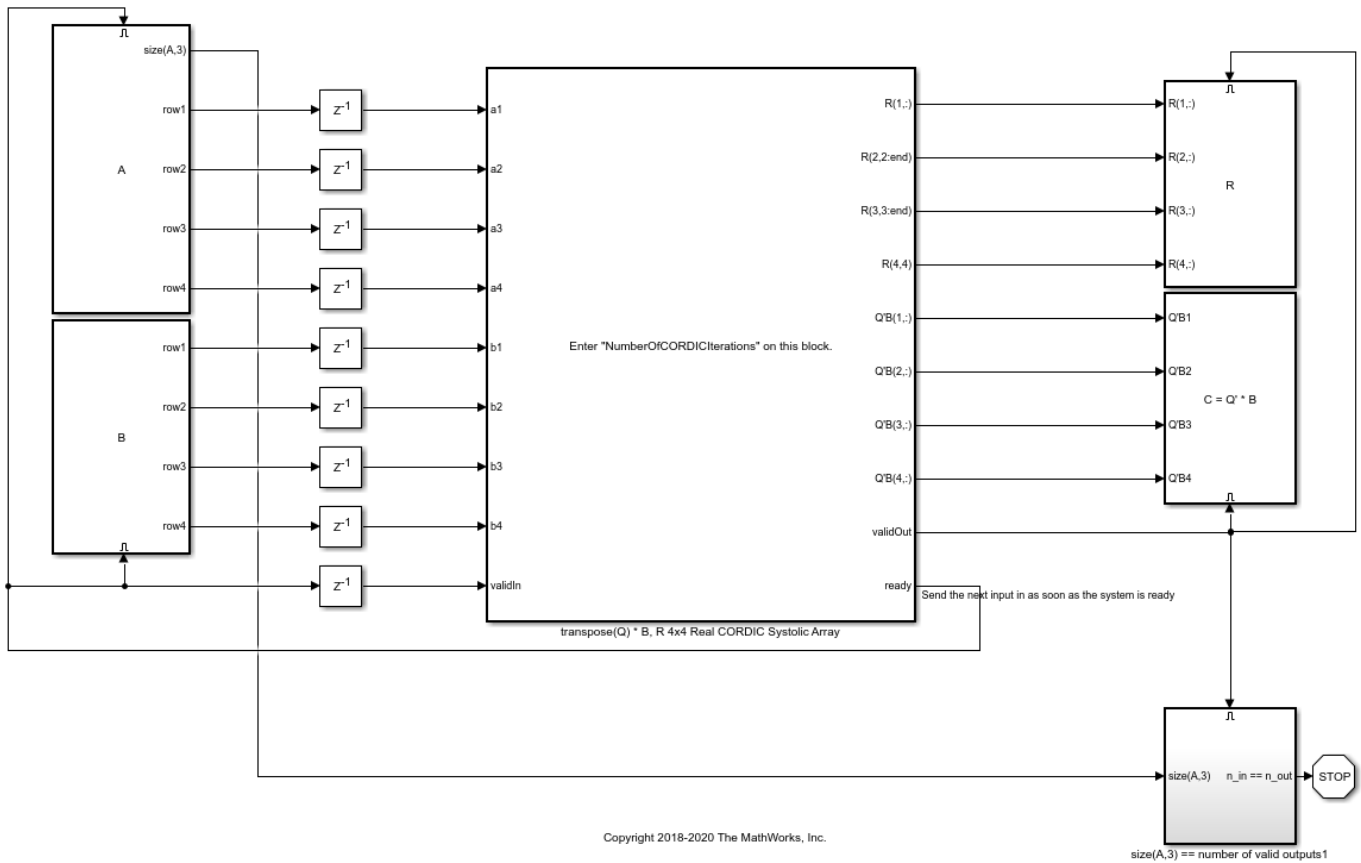 size(A,3)
row1
row2
A
row3
row4
row1
row2
B
row3
row4
Z-1
Z-1
Z-1
Z-1
Z-1
Z-1
Z-1
Z-1
Z-1
a1
a2
a3
a4
b1
b2
b3
b4
validIn
Enter "NumberOfCORDICIterations" on this block.
R(1,:)
R(2,2:end)
R(3,3:end)
R(4,4)
Q'B(1,:)
Q'B(2,:)
Q'B(3,:)
Q'B(4,:)
validOut
ready
transpose(Q) * B, R 4x4 Real CORDIC Systolic Array
Send the next input in as soon as the system is ready
R(1,:)
R(2,:)
R
R(3,:)
R(4,:)
Q'B1
Q'B2
C = Q' * B
Q'B3
Q'B4
size(A,3) n_in == n_out
STOP
size(A,3) == number of valid outputs1
Copyright 2018-2020 The MathWorks, Inc.